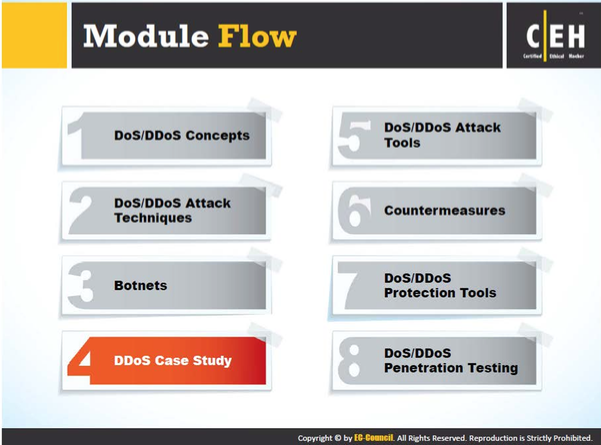 Module Flow
C|EH
Certified Ethical Hacker
1
DoS/DDoS Concepts
2
DoS/DDoS Attack
Techniques
3
Botnets
4
DDoS Case Study
5
DoS/DDoS Attack
Tools
6
Countermeasures
7
DoS/DDoS
Protection Tools
8
DoS/DDoS
Penetration Testing
Copyright © by EG-Council. All Rights Reserved. Reproduction is Strictly Prohibited.